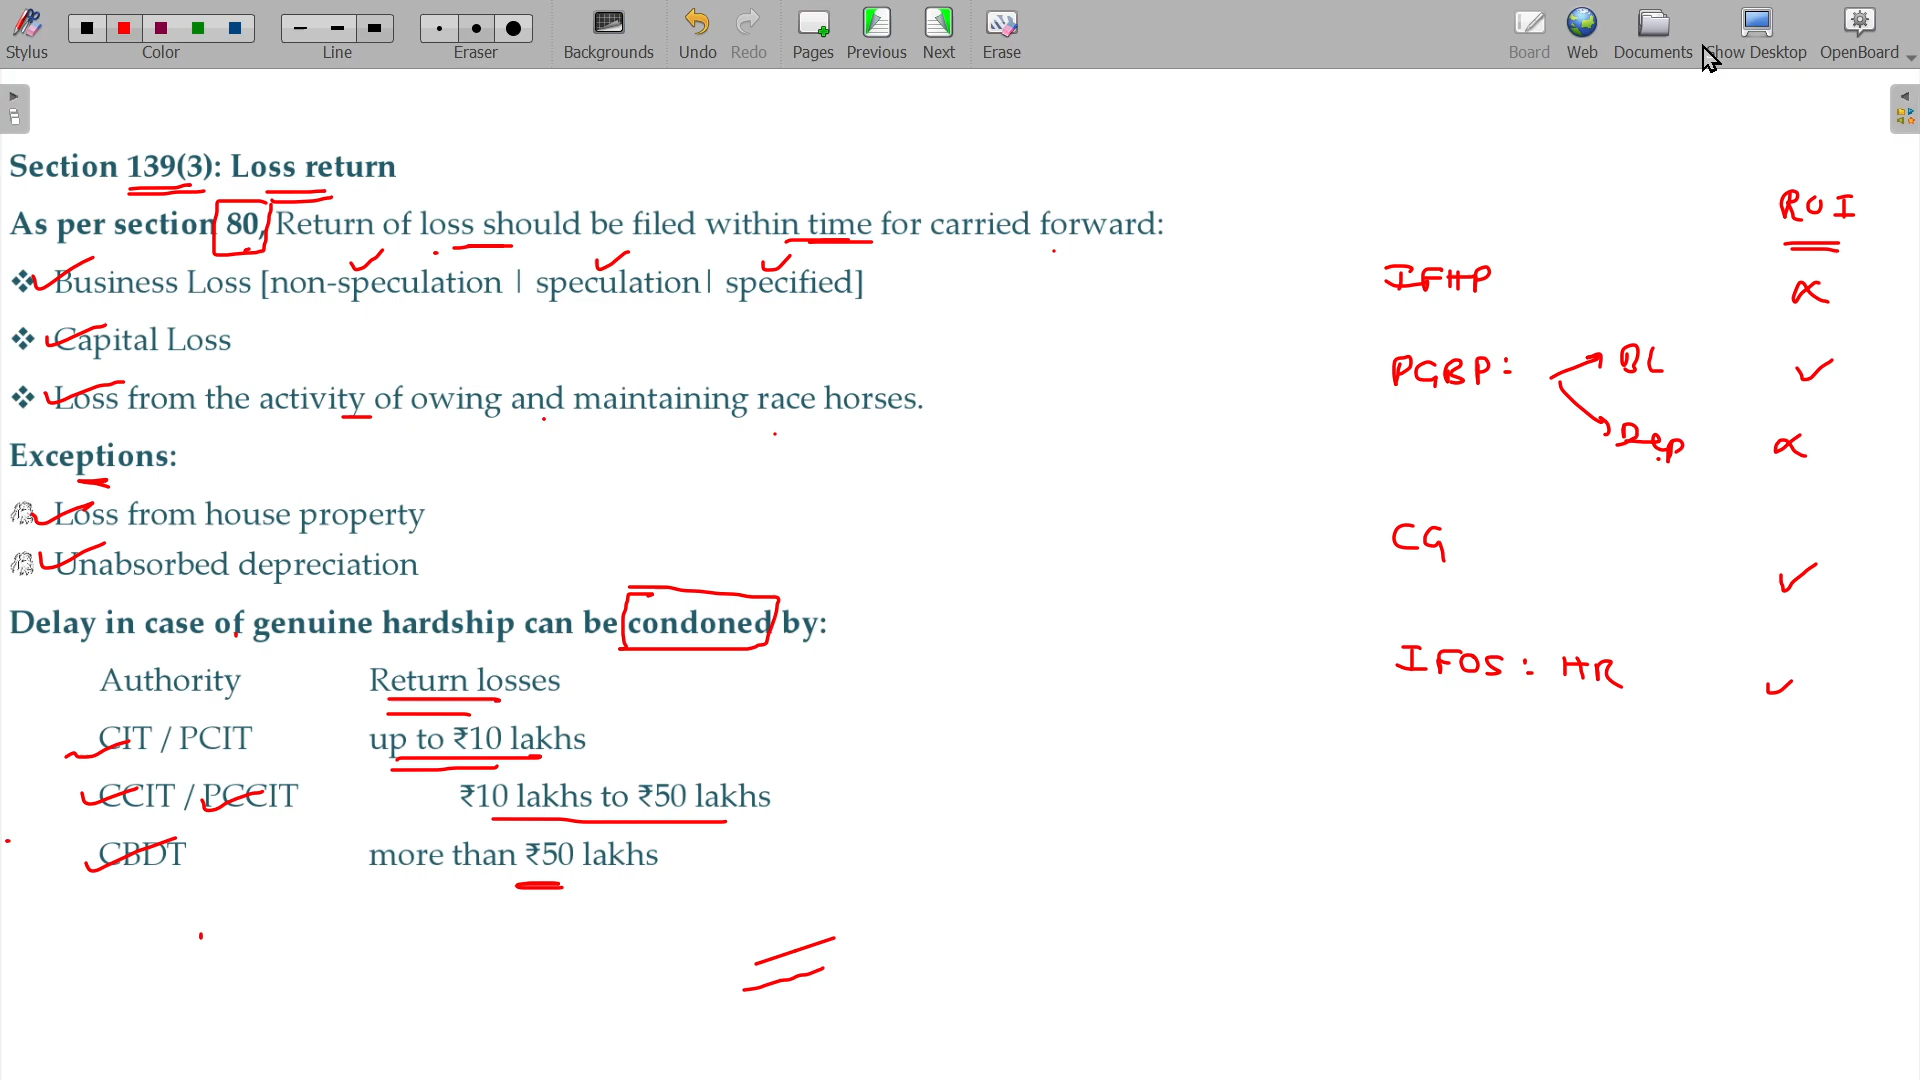 Stylus Color Line Eraser Backgrounds Undo Redo Pages Previous Next Erase Board Web Documents Show Desktop OpenBoard
Section 139(3): Loss return
As per section 80, Return of loss should be filed within time for carried forward:
❖ Business Loss [non-speculation | speculation| specified]
❖ Capital Loss
❖ Loss from the activity of owing and maintaining race horses.
Exceptions:
Loss from house property
Unabsorbed depreciation
Delay in case of genuine hardship can be condoned by:
Authority Return losses
CIT / PCIT up to ₹10 lakhs
CCIT / PCCIT ₹10 lakhs to ₹50 lakhs
CBDT more than ₹50 lakhs
ROI
IFHP
PGBP: BL
Dep
CG
IFOS: HR